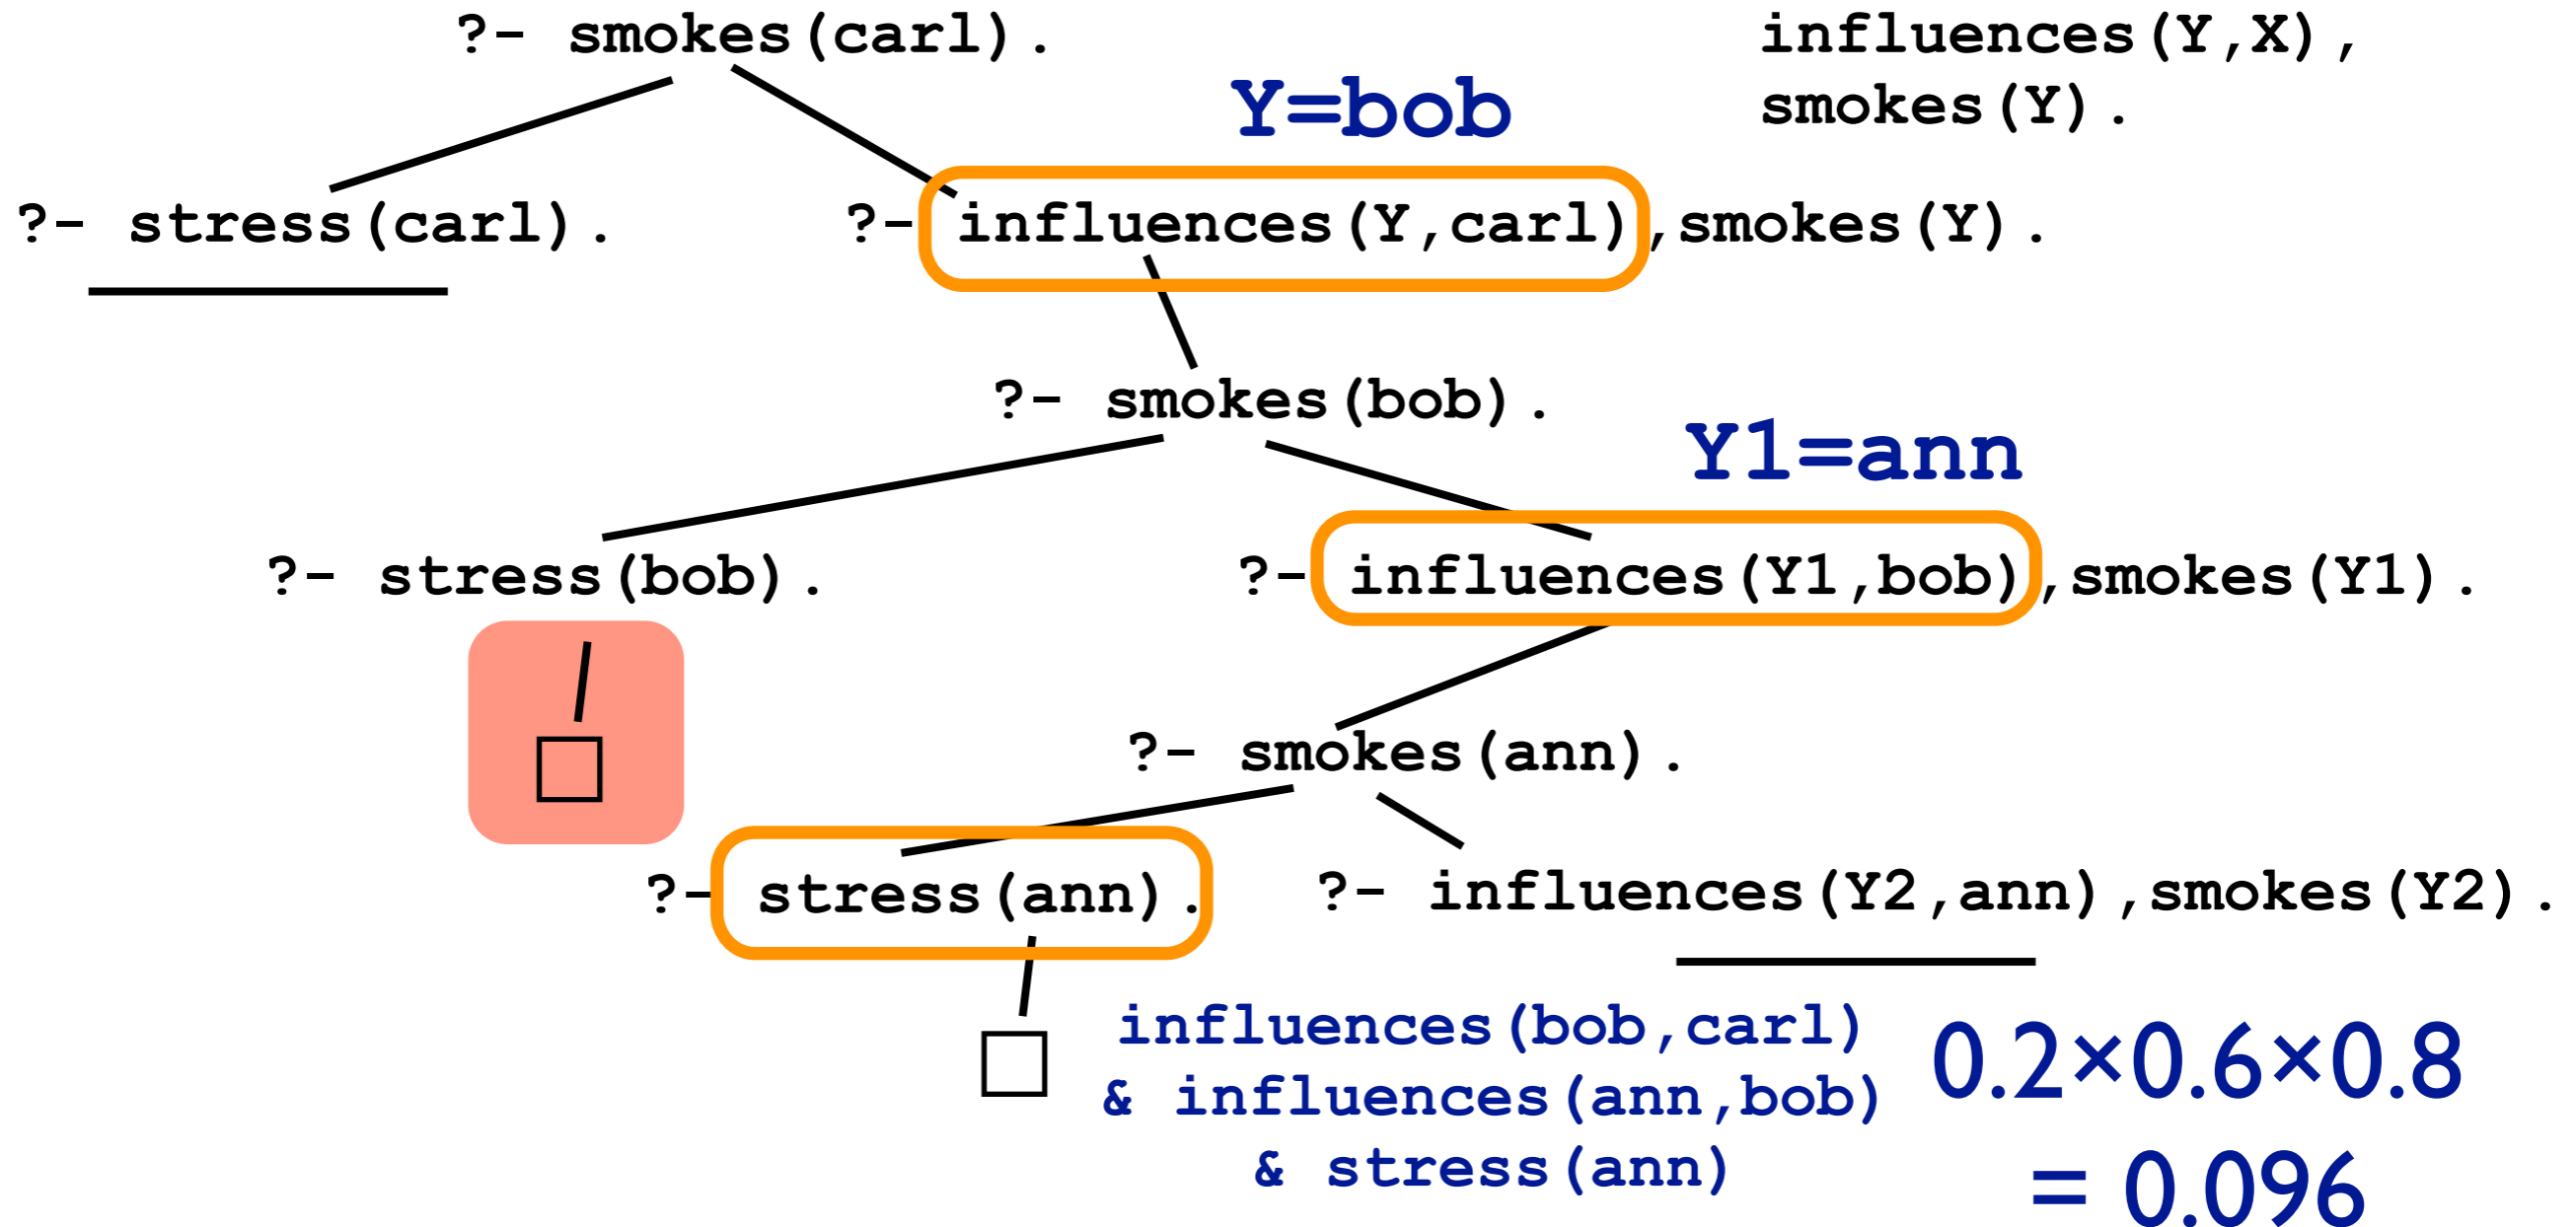 ?- smokes(carl).
influences(Y,X),
smokes(Y).
Y=bob
?- stress(carl).
?- influences(Y,carl),smokes(Y).
?- smokes(bob).
Y1=ann
?- stress(bob).
?- influences(Y1,bob),smokes(Y1).
?- smokes(ann).
?- stress(ann).
?- influences(Y2,ann),smokes(Y2).
influences(bob,carl)
& influences(ann,bob)
& stress(ann)
0.2×0.6×0.8
= 0.096